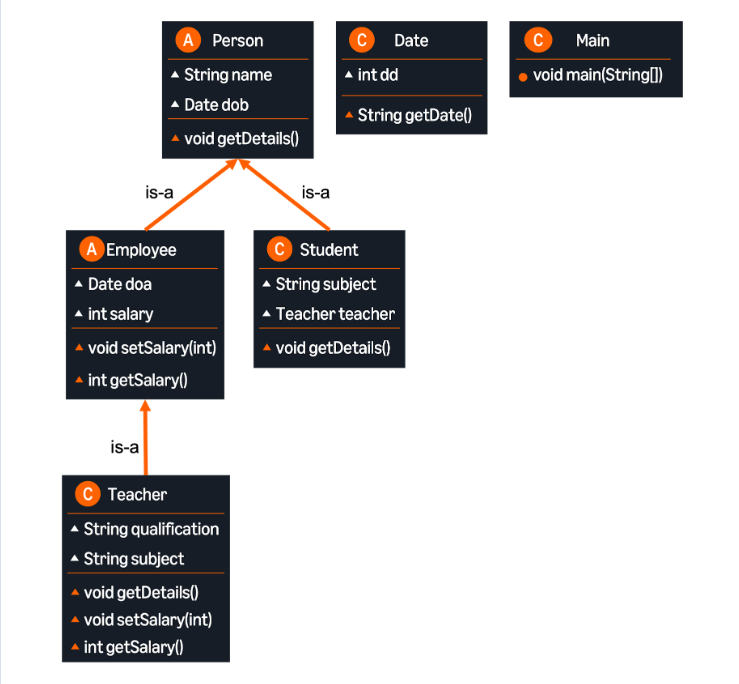 A Person
String name
Date dob
void getDetails()
C Date
int dd
String getDate()
C Main
void main(String[])
is-a
is-a
A Employee
Date doa
int salary
void setSalary(int)
int getSalary()
C Student
String subject
Teacher teacher
void getDetails()
is-a
C Teacher
String qualification
String subject
void getDetails()
void setSalary(int)
int getSalary()